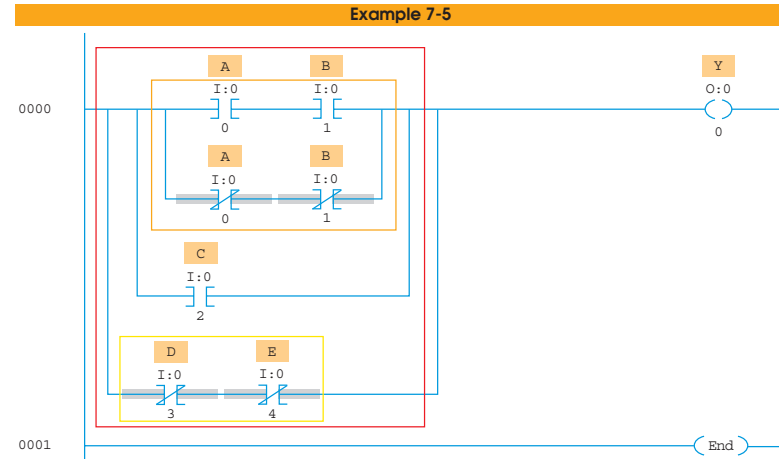 Example 7-5
A B Y
I:0 I:0 O:0
0000
0 1 0
A B
I:0 I:0
0 1
C
I:0
2
D E
I:0 I:0
3 4
0001 End